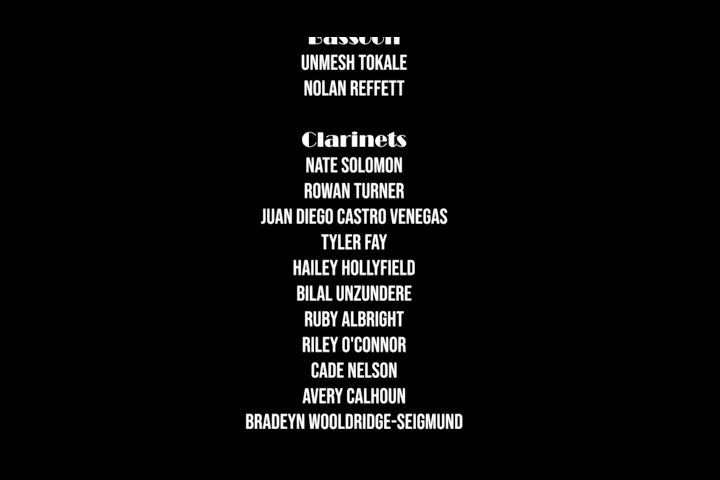 Bassoon
UNMESH TOKALE
NOLAN REFFETT
Clarinets
NATE SOLOMON
ROWAN TURNER
JUAN DIEGO CASTRO VENEGAS
TYLER FAY
HAILEY HOLLYFIELD
BILAL UNZUNDERE
RUBY ALBRIGHT
RILEY O'CONNOR
CADE NELSON
AVERY CALHOUN
BRADEYN WOOLDRIDGE-SEIGMUND